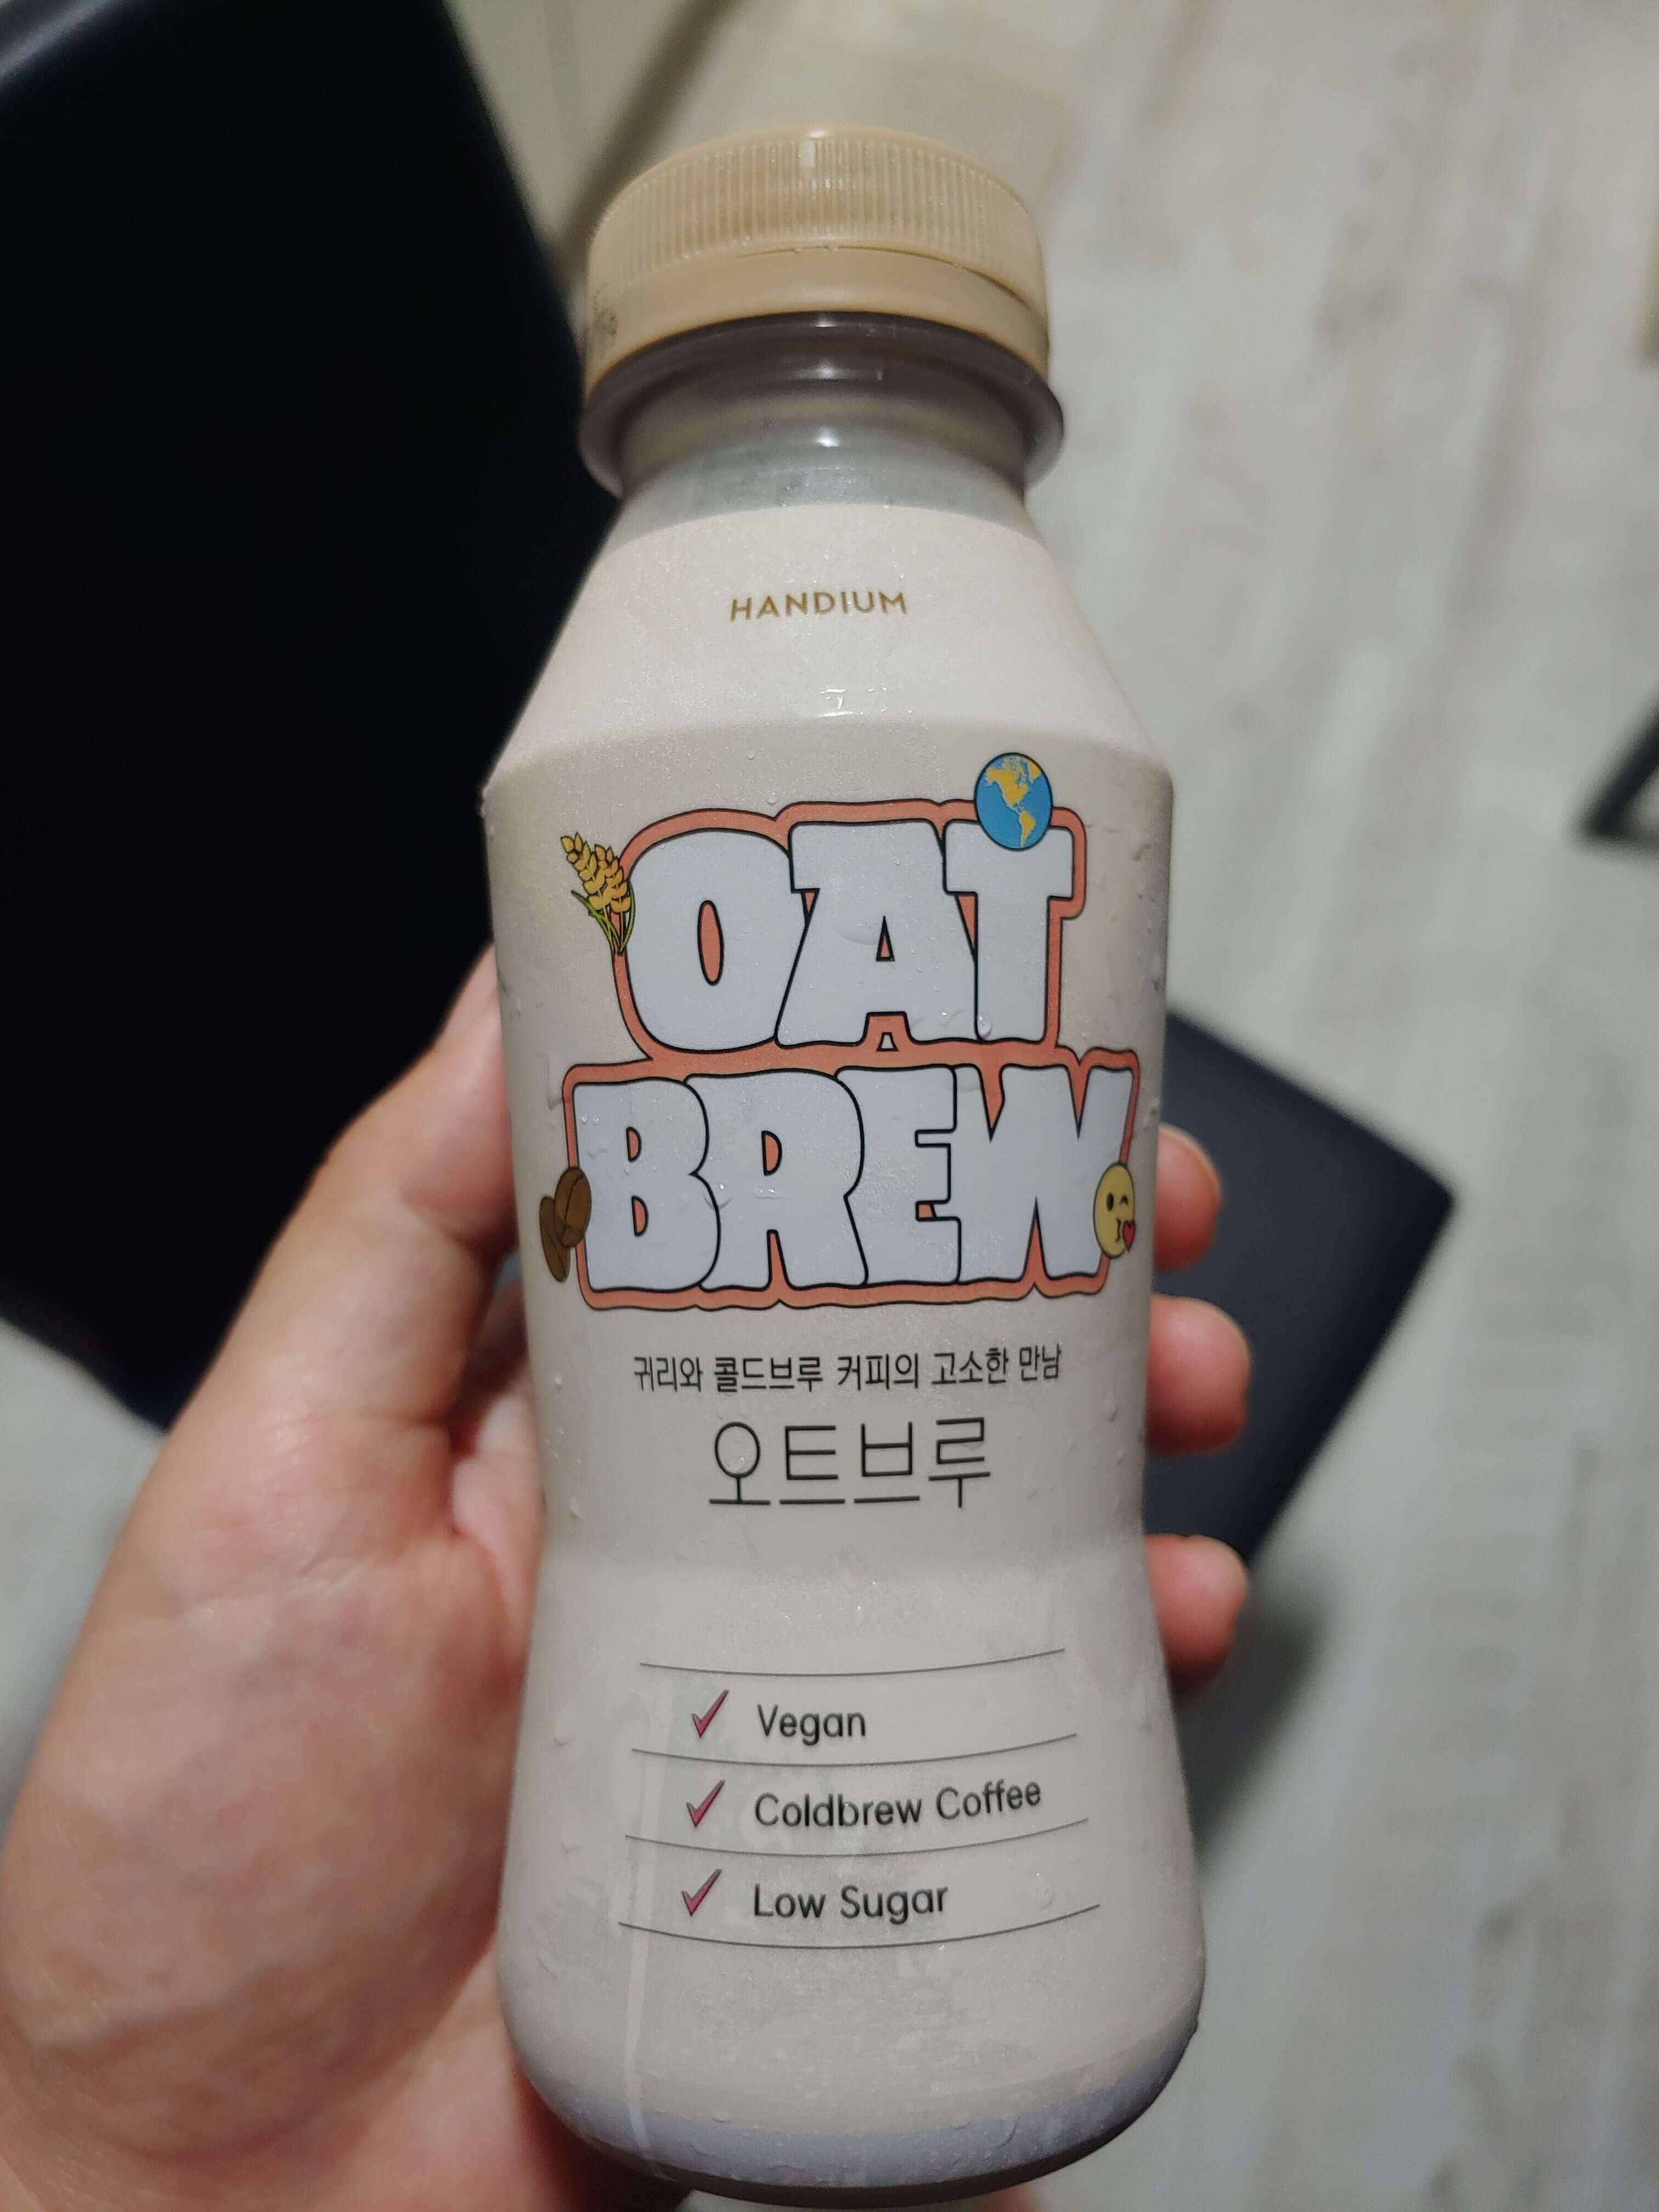 HANDIUM
OAT
BREW
귀리와 콜드브루 커피의 고소한 만남
오트브루
Vegan
Coldbrew Coffee
Low Sugar